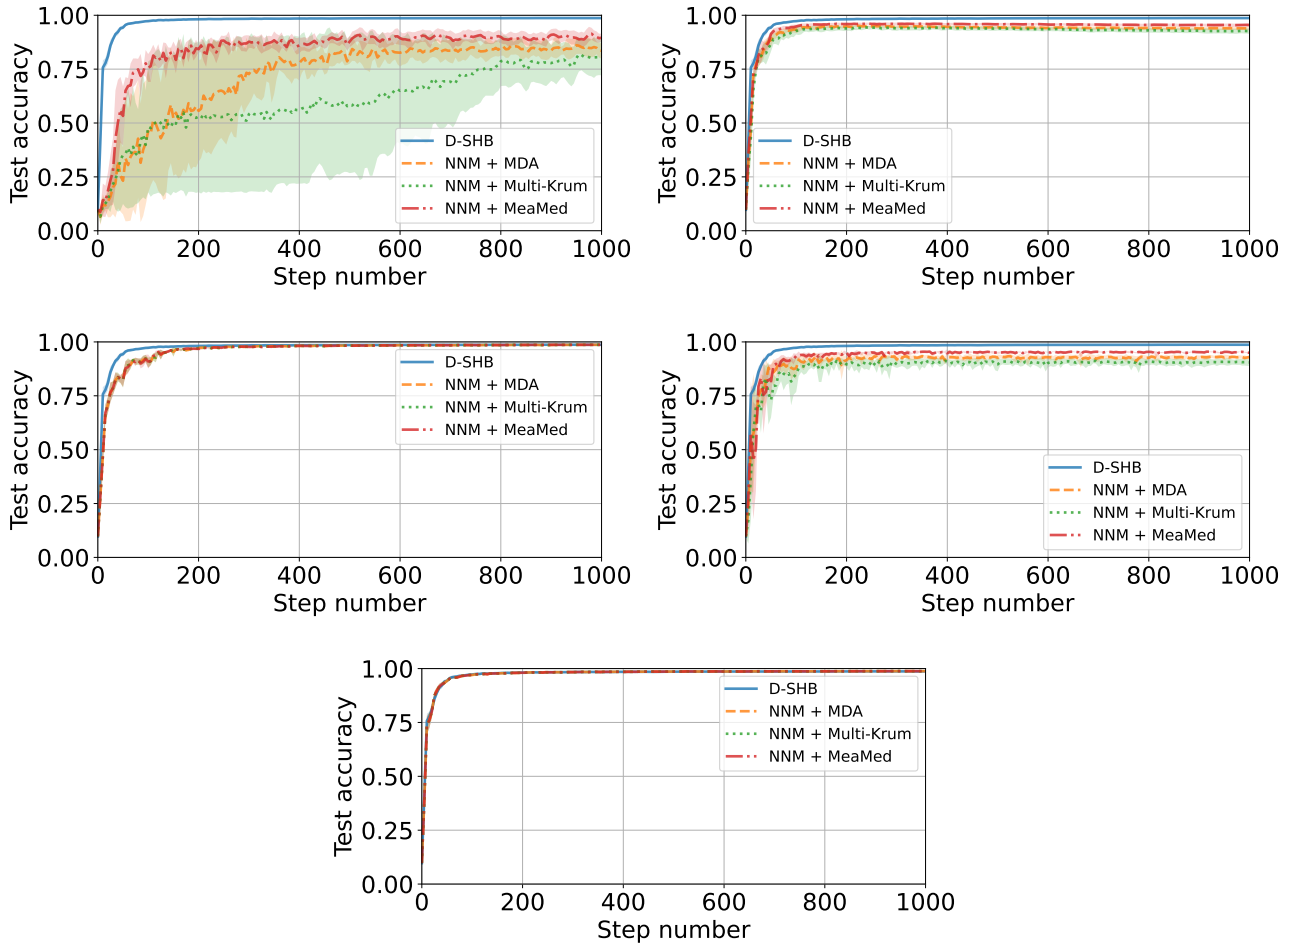 1.00
0.75
0.50
0.25
0.00
Test accuracy
0 200 400 600 800 1000
Step number
D-SHB
NNM + MDA
NNM + Multi-Krum
NNM + MeaMed
1.00
0.75
0.50
0.25
0.00
Test accuracy
0 200 400 600 800 1000
Step number
D-SHB
NNM + MDA
NNM + Multi-Krum
NNM + MeaMed
1.00
0.75
0.50
0.25
0.00
Test accuracy
0 200 400 600 800 1000
Step number
D-SHB
NNM + MDA
NNM + Multi-Krum
NNM + MeaMed
1.00
0.75
0.50
0.25
0.00
Test accuracy
0 200 400 600 800 1000
Step number
D-SHB
NNM + MDA
NNM + Multi-Krum
NNM + MeaMed
1.00
0.75
0.50
0.25
0.00
Test accuracy
0 200 400 600 800 1000
Step number
D-SHB
NNM + MDA
NNM + Multi-Krum
NNM + MeaMed